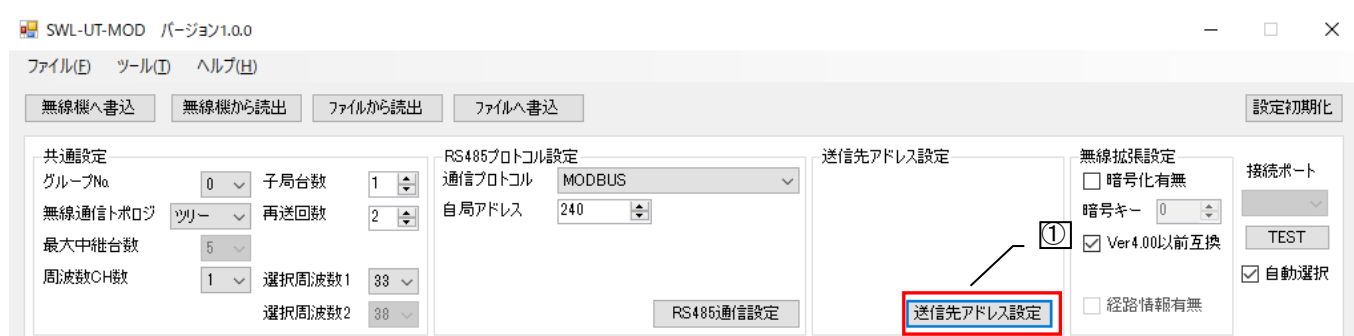 SWL-UT-MOD バージョン1.0.0
ファイル(F) ツール(T) ヘルプ(H)
無線機へ書込 無線機から読出 ファイルから読出 ファイルへ書込 設定初期化
共通設定 RS485プロトコル設定 送信先アドレス設定 無線拡張設定
グループNo. 0 子局台数 1 通信プロトコル MODBUS 暗号化有無 接続ポート
無線通信トポロジ ツリー 再送回数 2 自局アドレス 240 暗号キー 0
最大中継台数 5 ① Ver4.00以前互換 TEST
周波数CH数 1 選択周波数1 33 自動選択
選択周波数2 38 RS485通信設定 送信先アドレス設定 経路情報有無